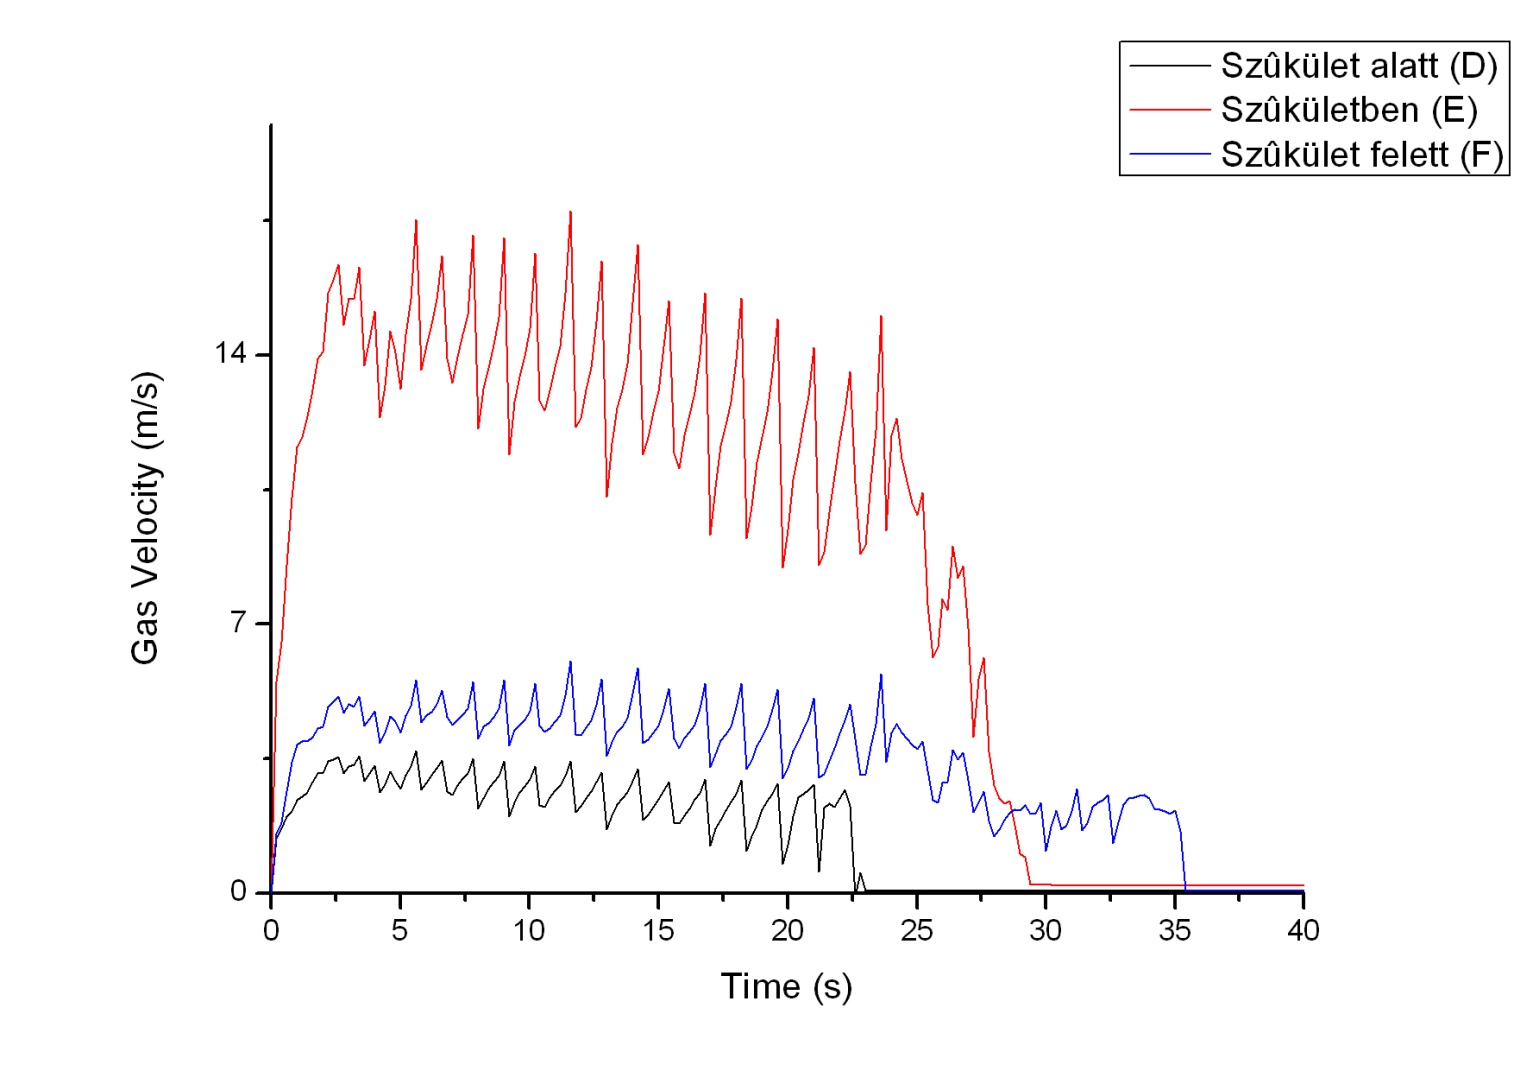 Szûkület alatt (D)
Szûkületben (E)
Szûkület felett (F)
14
7
0
Gas Velocity (m/s)
0 5 10 15 20 25 30 35 40
Time (s)